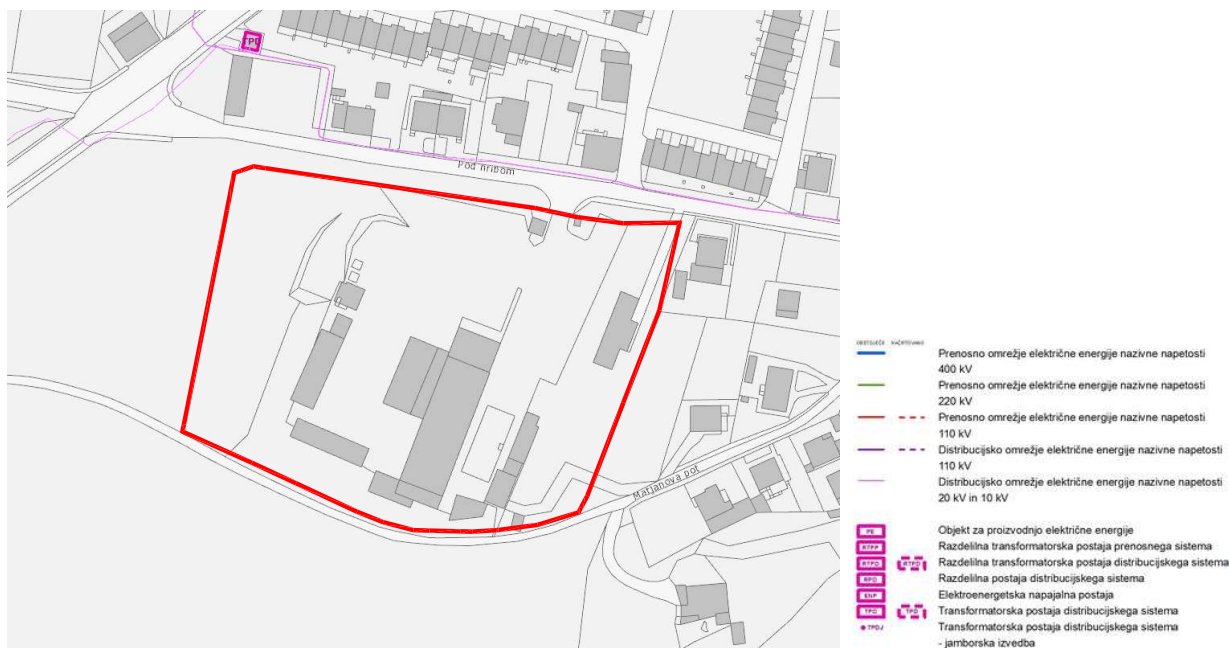 TPD
Pod hribom
Marjanova pot
OBSTOJEČE NAČRTOVANO
Prenosno omrežje električne energije nazivne napetosti
400 kV
Prenosno omrežje električne energije nazivne napetosti
220 kV
Prenosno omrežje električne energije nazivne napetosti
110 kV
Distribucijsko omrežje električne energije nazivne napetosti
110 kV
Distribucijsko omrežje električne energije nazivne napetosti
20 kV in 10 kV
PE Objekt za proizvodnjo električne energije
RTPP Razdelilna transformatorska postaja prenosnega sistema
RTPD RTPD Razdelilna transformatorska postaja distribucijskega sistema
RPD Razdelilna postaja distribucijskega sistema
ENP Elektroenergetska napajalna postaja
TPD TPD Transformatorska postaja distribucijskega sistema
TPDJ Transformatorska postaja distribucijskega sistema
- jamborska izvedba